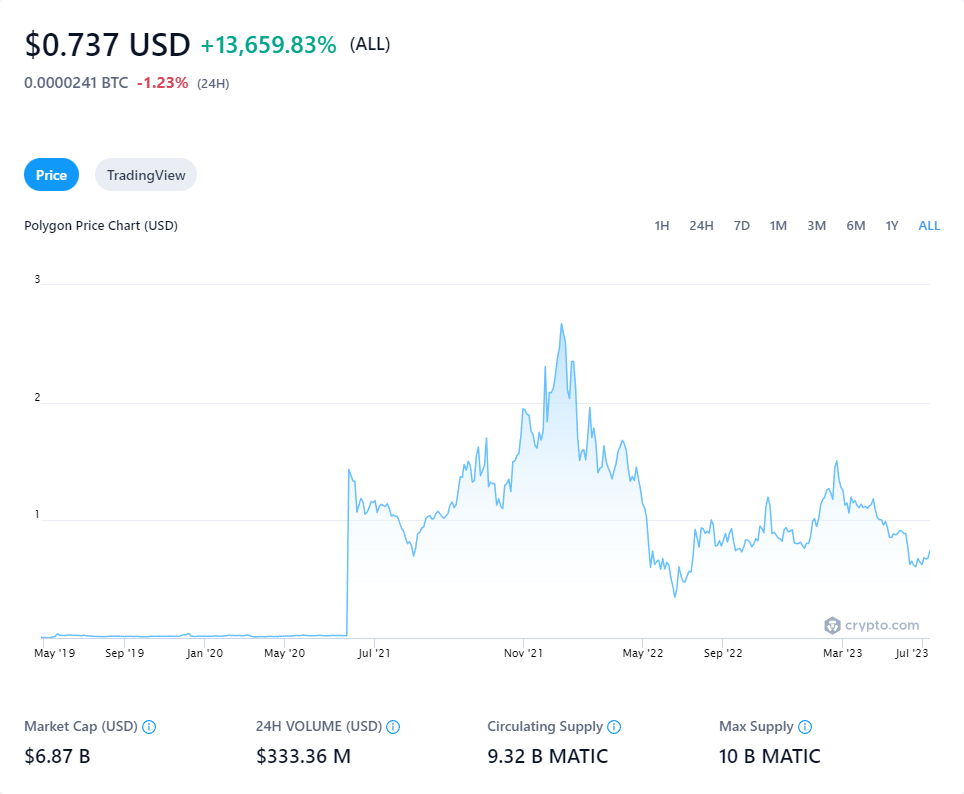 $0.737 USD +13,659.83% (ALL)
0.0000241 BTC -1.23% (24H)
Price TradingView
Polygon Price Chart (USD) 1H 24H 7D 1M 3M 6M 1Y ALL
3
2
1
crypto.com
May '19 Sep '19 Jan '20 May '20 Jul '21 Nov '21 May '22 Sep '22 Mar '23 Jul '23
Market Cap (USD) 24H VOLUME (USD) Circulating Supply Max Supply
$6.87 B $333.36 M 9.32 B MATIC 10 B MATIC